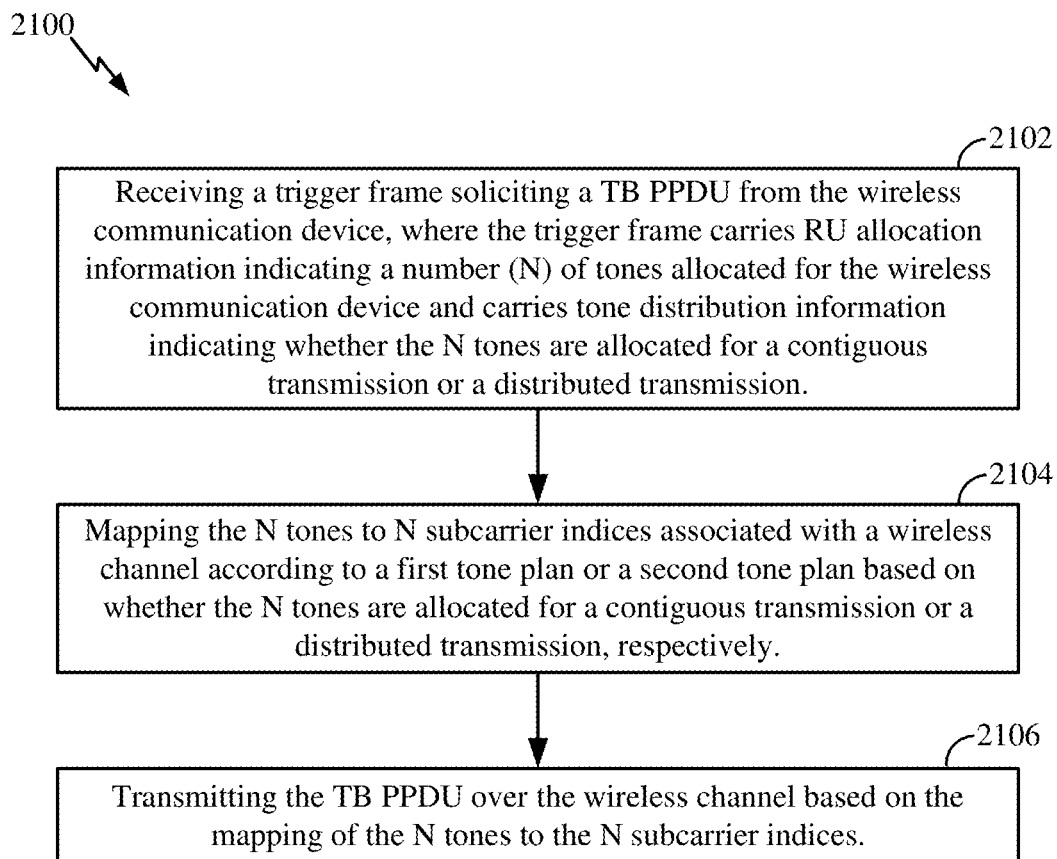 2100
2102
Receiving a trigger frame soliciting a TB PPDU from the wireless
communication device, where the trigger frame carries RU allocation
information indicating a number (N) of tones allocated for the wireless
communication device and carries tone distribution information
indicating whether the N tones are allocated for a contiguous
transmission or a distributed transmission.
2104
Mapping the N tones to N subcarrier indices associated with a wireless
channel according to a first tone plan or a second tone plan based on
whether the N tones are allocated for a contiguous transmission or a
distributed transmission, respectively.
2106
Transmitting the TB PPDU over the wireless channel based on the
mapping of the N tones to the N subcarrier indices.